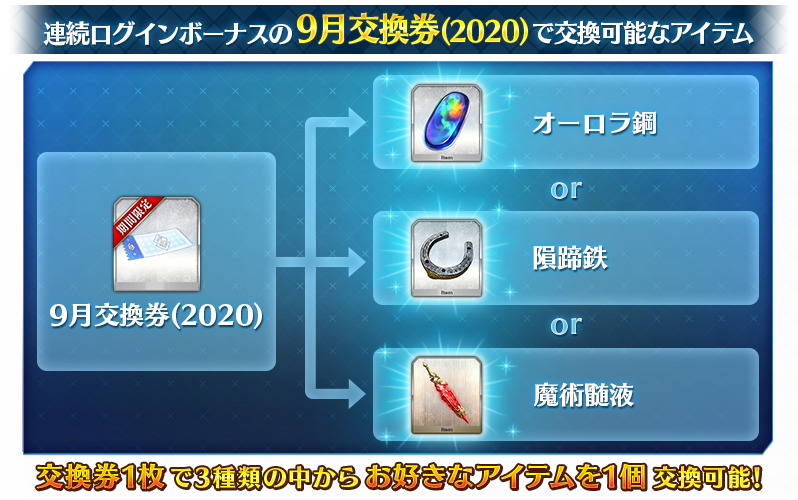 連続ログインボーナスの9月交換券(2020)で交換可能なアイテム
Item
オーロラ鋼
or
期間限定
9月交換券(2020)
Item
隕蹄鉄
or
Item
魔術髄液
交換券1枚で3種類の中からお好きなアイテムを1個交換可能!